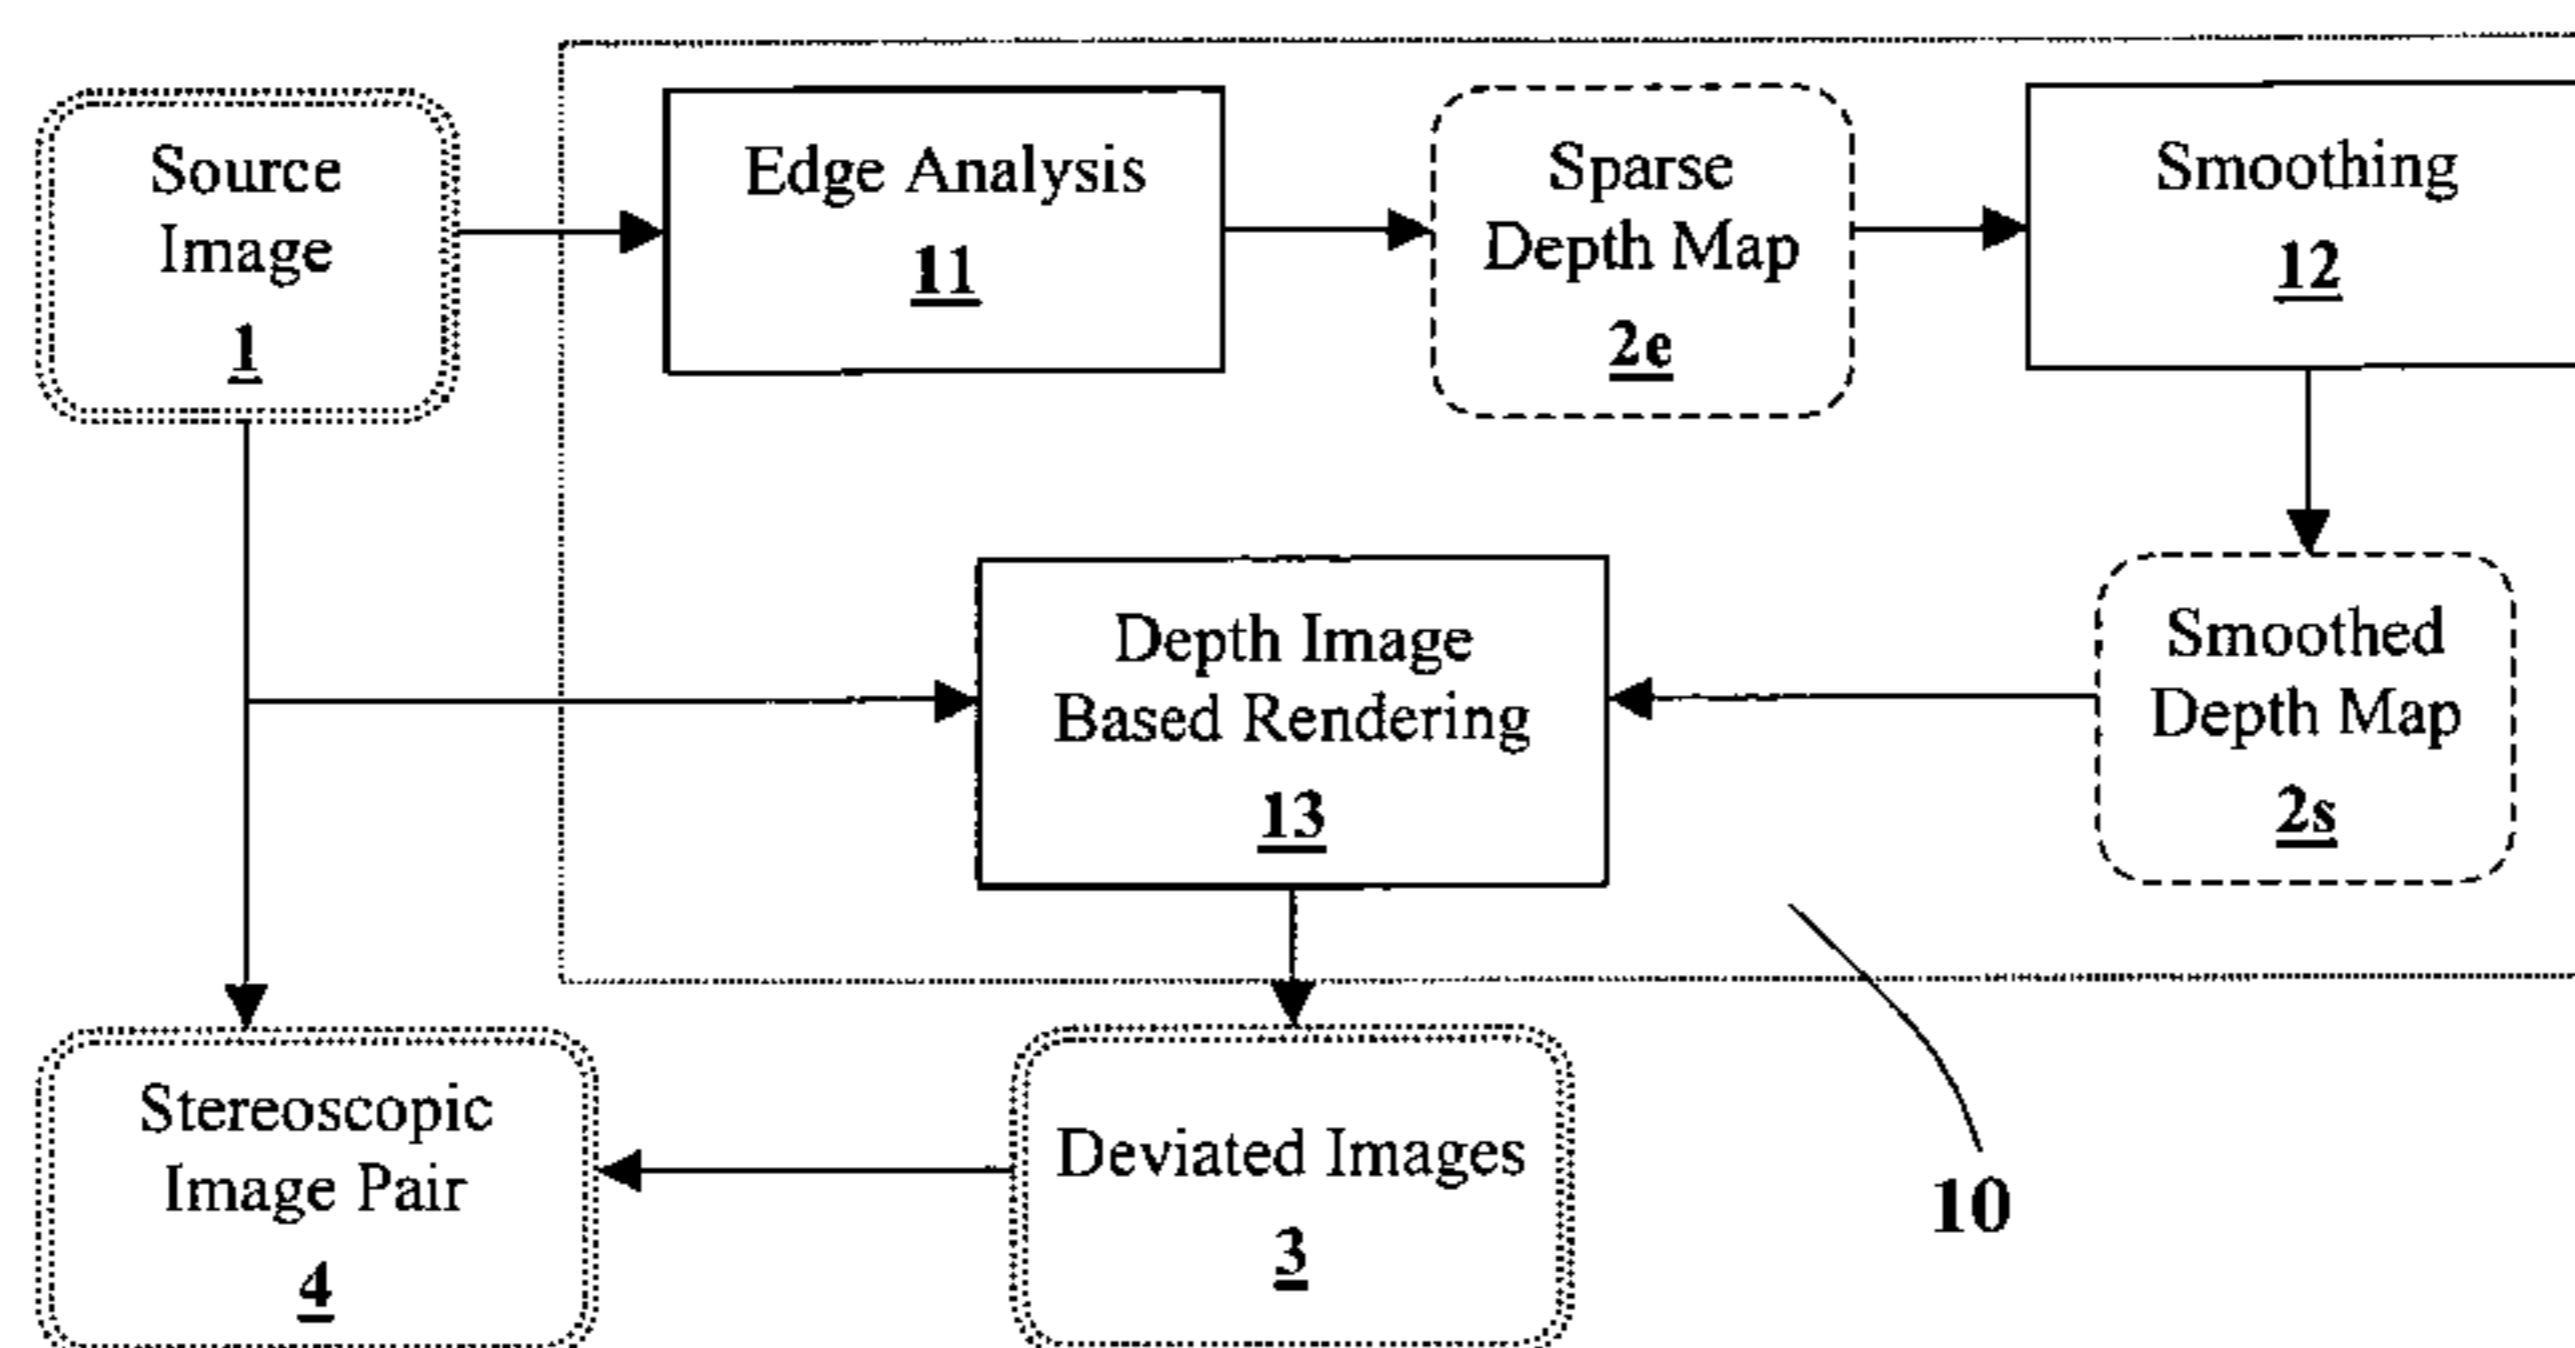 Source
Image
1
Edge Analysis
11
Sparse
Depth Map
2e
Smoothing
12
Depth Image
Based Rendering
13
Smoothed
Depth Map
2s
Stereoscopic
Image Pair
4
Deviated Images
3
10